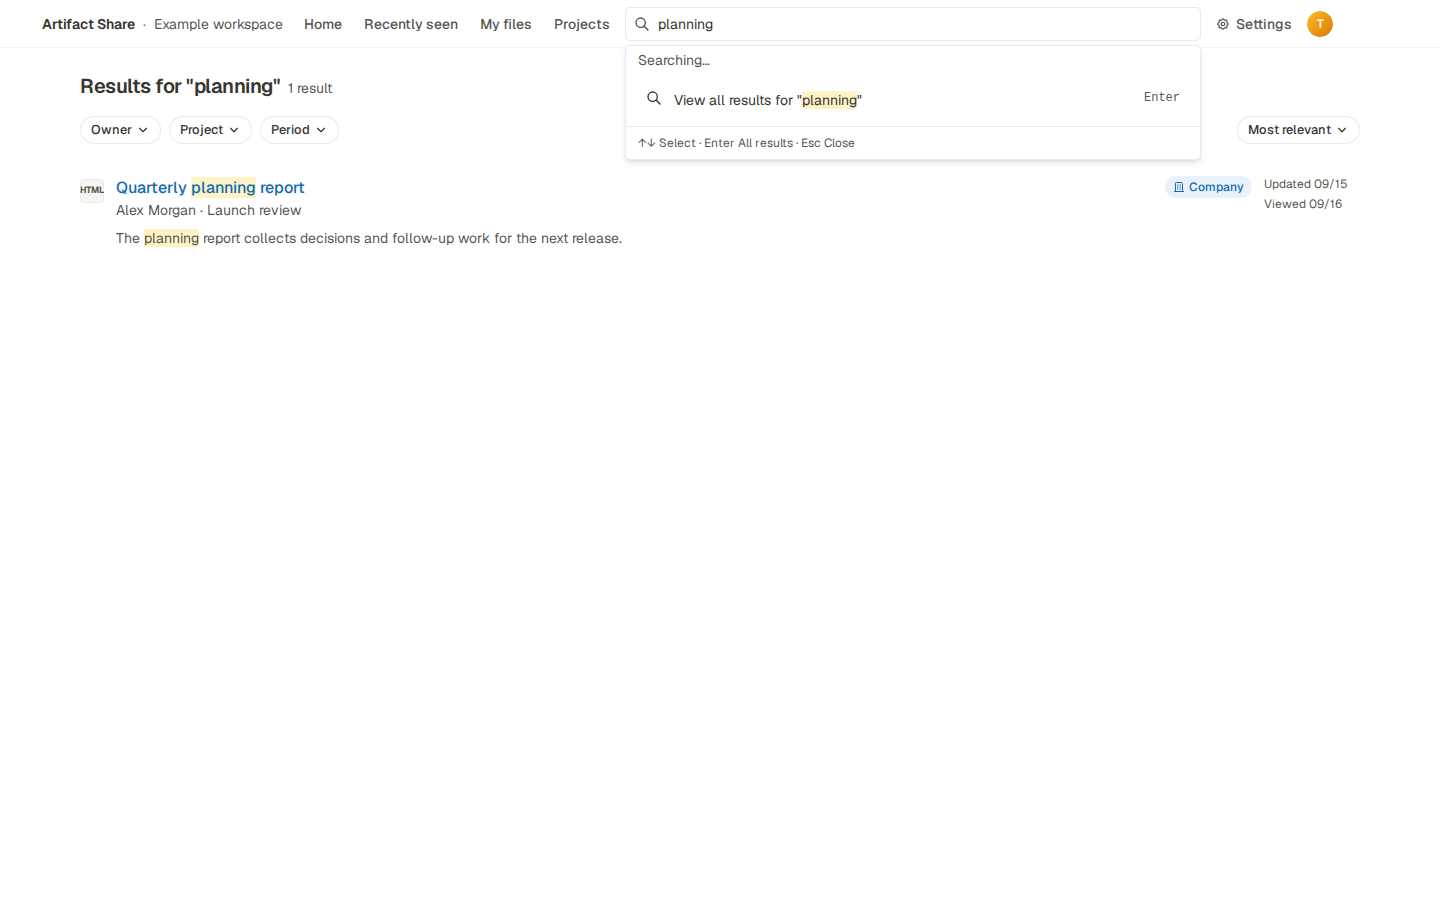 Artifact Share · Example workspace Home Recently seen My files Projects planning Settings T
Searching…
View all results for "planning" Enter
↑↓ Select · Enter All results · Esc Close
Results for "planning" 1 result
Owner Project Period Most relevant
HTML Quarterly planning report Company Updated 09/15
Alex Morgan · Launch review Viewed 09/16
The planning report collects decisions and follow-up work for the next release.